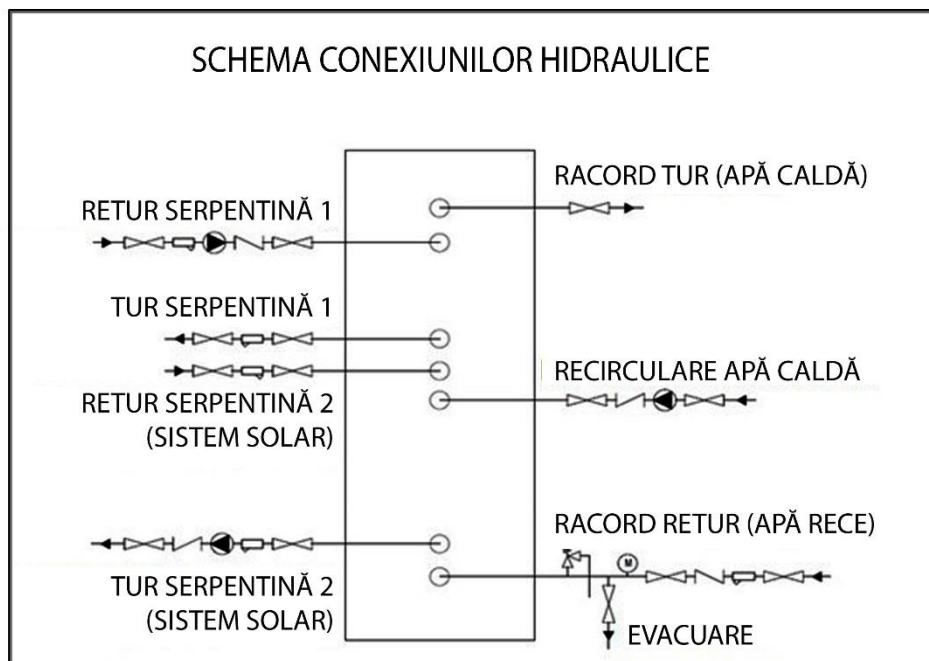 SCHEMA CONEXIUNILOR HIDRAULICE
RACORD TUR (APĂ CALDĂ)
RETUR SERPENTINĂ 1
TUR SERPENTINĂ 1
RECIRCULARE APĂ CALDĂ
RETUR SERPENTINĂ 2
(SISTEM SOLAR)
RACORD RETUR (APĂ RECE)
M
TUR SERPENTINĂ 2
(SISTEM SOLAR)
EVACUARE